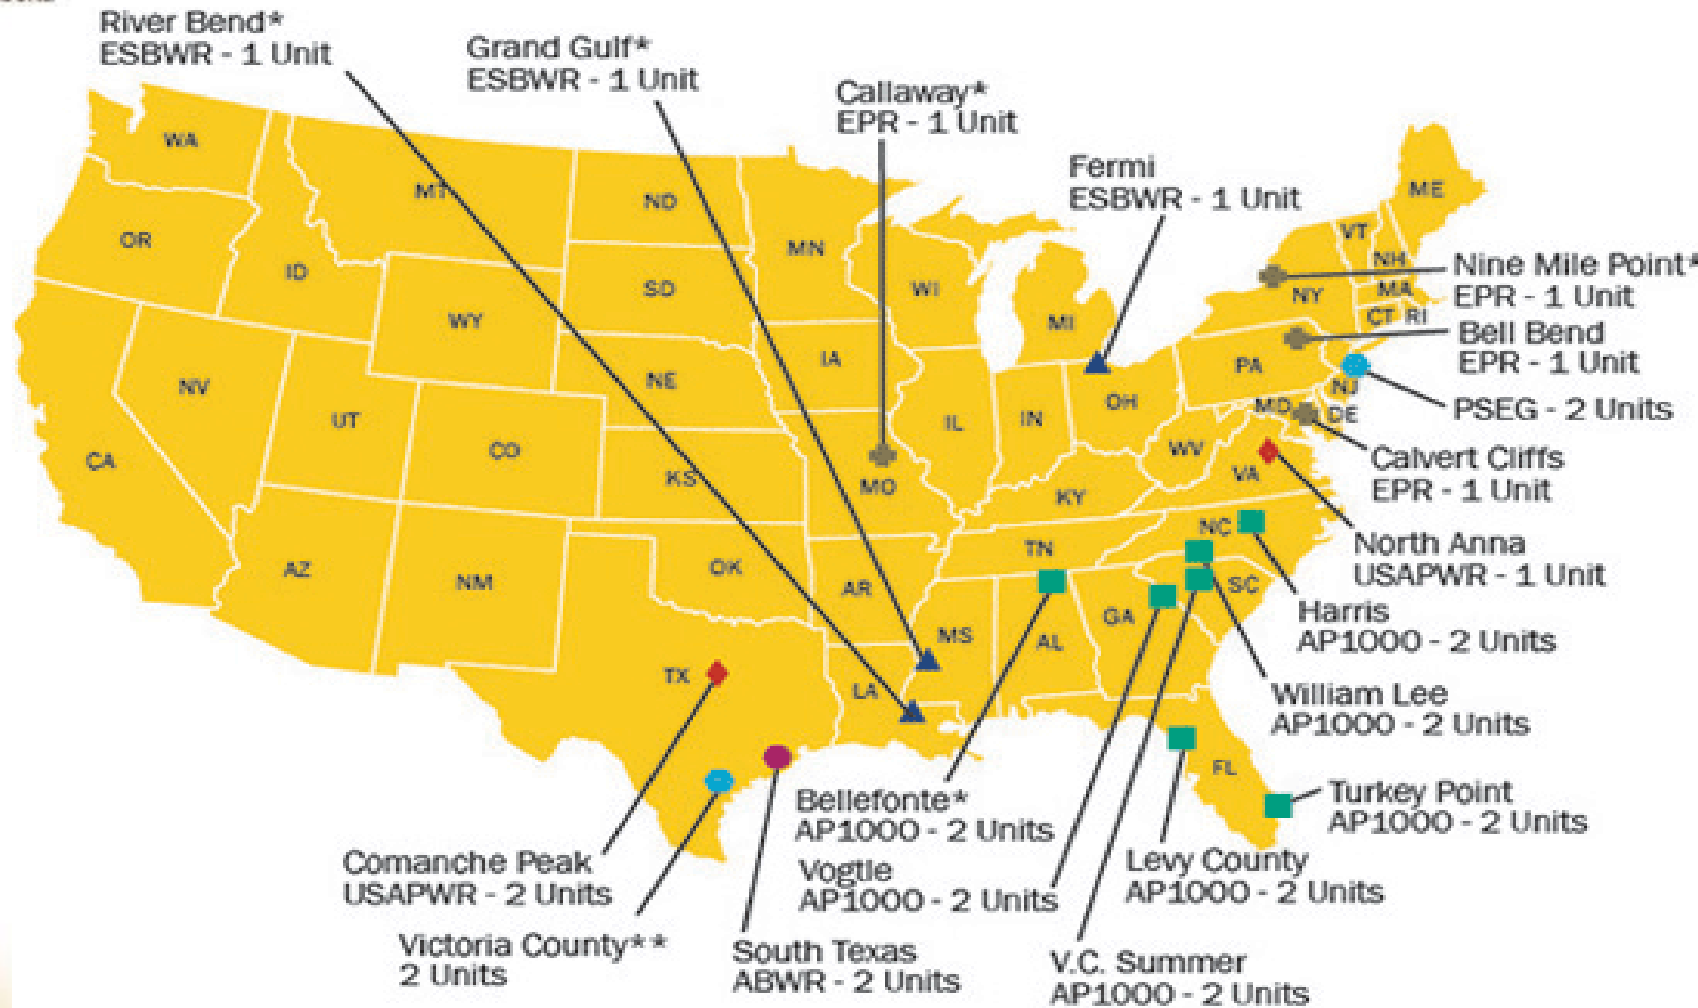 River Bend*
ESBWR - 1 Unit
Grand Gulf*
ESBWR - 1 Unit
Callaway*
EPR - 1 Unit
Fermi
ESBWR - 1 Unit
Nine Mile Point*
EPR - 1 Unit
Bell Bend
EPR - 1 Unit
PSEG - 2 Units
Calvert Cliffs
EPR - 1 Unit
North Anna
USAPWR - 1 Unit
Harris
AP1000 - 2 Units
William Lee
AP1000 - 2 Units
Turkey Point
AP1000 - 2 Units
Levy County
AP1000 - 2 Units
V.C. Summer
AP1000 - 2 Units
Bellefonte*
AP1000 - 2 Units
Vogtle
AP1000 - 2 Units
South Texas
ABWR - 2 Units
Victoria County**
2 Units
Comanche Peak
USAPWR - 2 Units
WA
OR
CA
ID
NV
MT
WY
UT
AZ
CO
NM
ND
SD
NE
KS
OK
TX
MN
IA
MO
AR
LA
WI
IL
MI
IN
OH
KY
TN
MS
AL
GA
FL
SC
NC
VA
WV
PA
NY
VT
NH
ME
MA
CT
RI
NJ
DE
MD